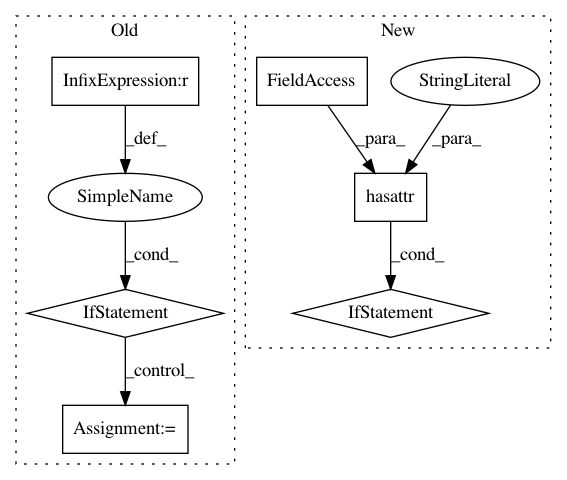 Old
InfixExpression:r
_def_
SimpleName
_cond_
IfStatement
_control_
Assignment:=
New
FieldAccess
StringLiteral
_para_
_para_
hasattr
_cond_
IfStatement